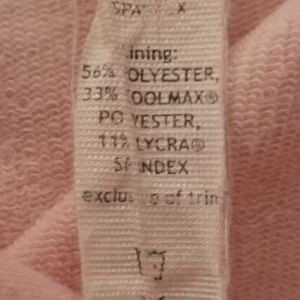 lining:
56% POLYESTER,
33% COOLMAX®
POLYESTER,
11% LYCRA®
SPANDEX
exclusive of trim